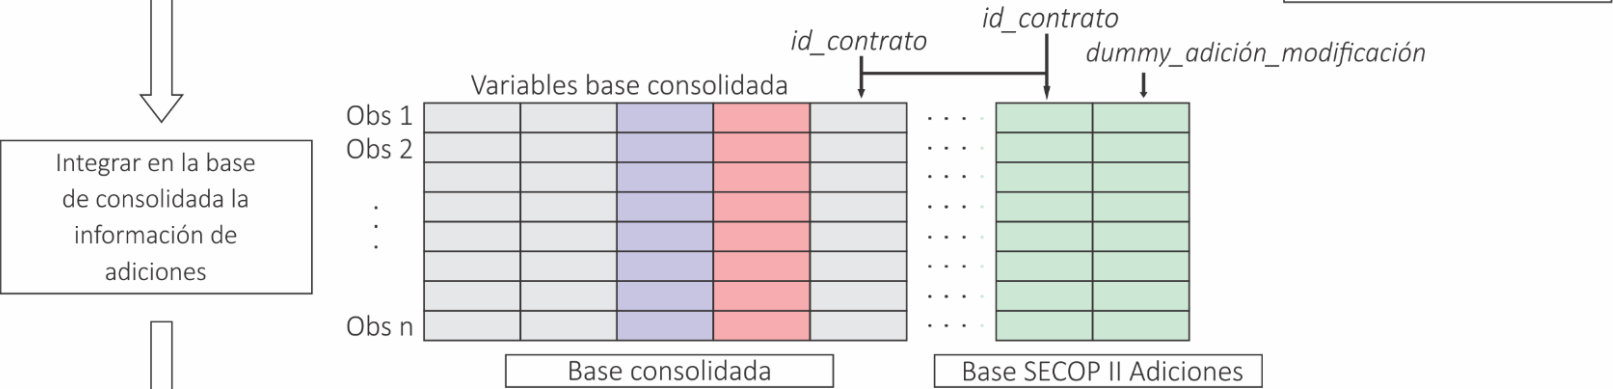 id_contrato
id_contrato
dummy_adición_modificación
Variables base consolidada
Obs 1
Obs 2
Obs n
Integrar en la base
de consolidada la
información de
adiciones
Base consolidada
Base SECOP II Adiciones